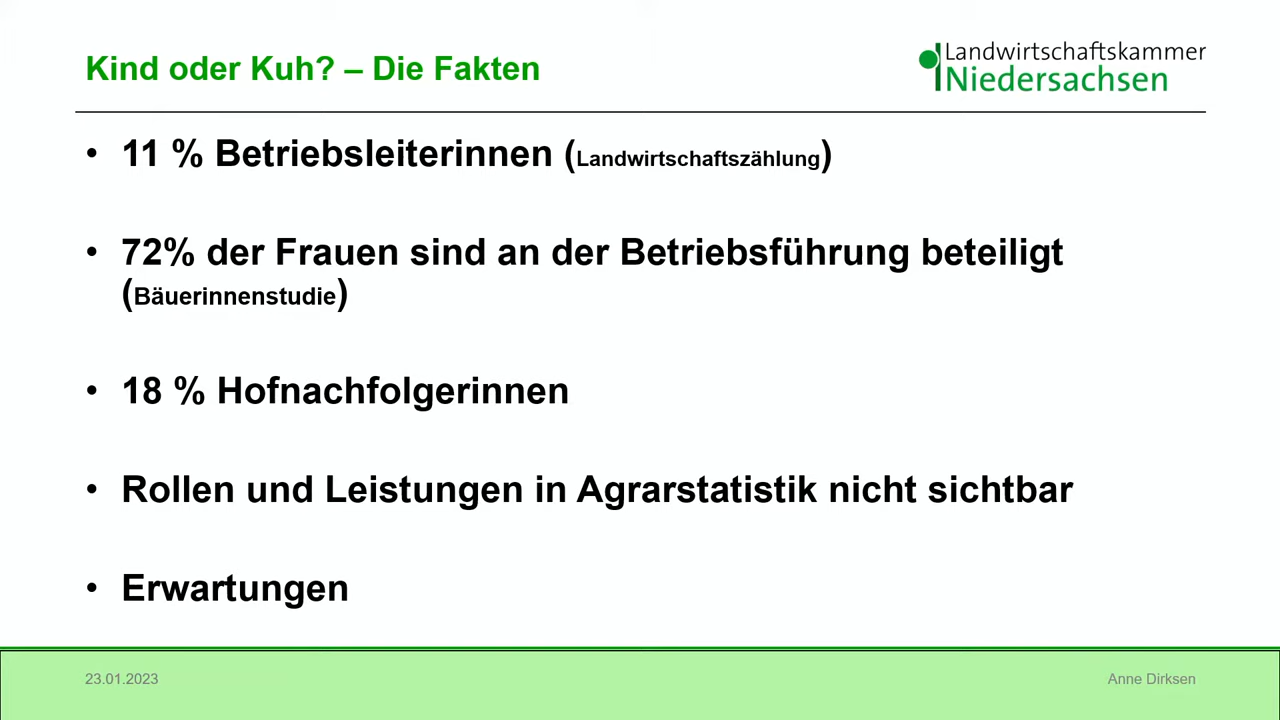 Kind oder Kuh? – Die Fakten
Landwirtschaftskammer
Niedersachsen
• 11 % Betriebsleiterinnen (Landwirtschaftszählung)
• 72% der Frauen sind an der Betriebsführung beteiligt
(Bäuerinnenstudie)
• 18 % Hofnachfolgerinnen
• Rollen und Leistungen in Agrarstatistik nicht sichtbar
• Erwartungen
23.01.2023
Anne Dirksen